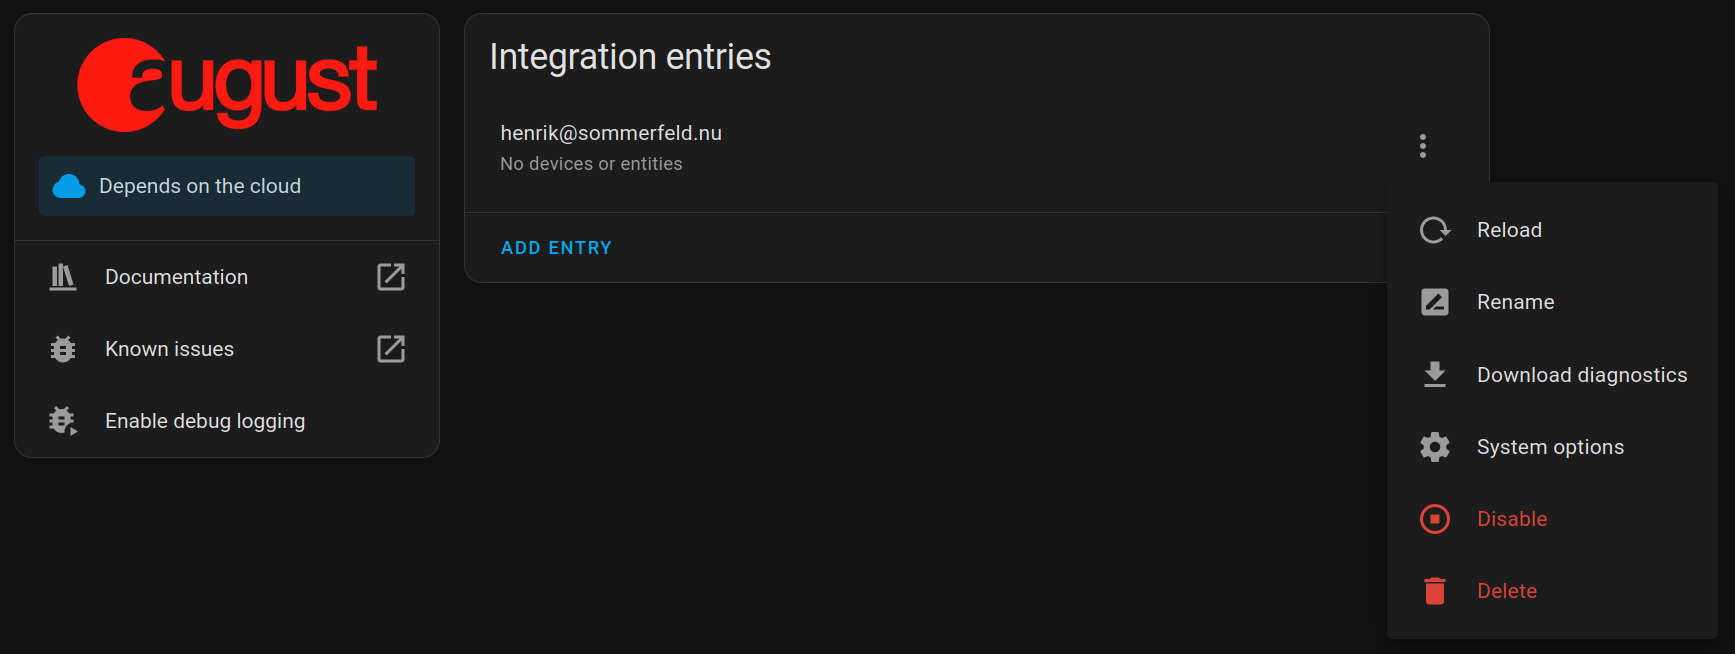 august
Depends on the cloud
Documentation
Known issues
Enable debug logging
Integration entries
henrik@sommerfeld.nu
No devices or entities
ADD ENTRY
Reload
Rename
Download diagnostics
System options
Disable
Delete